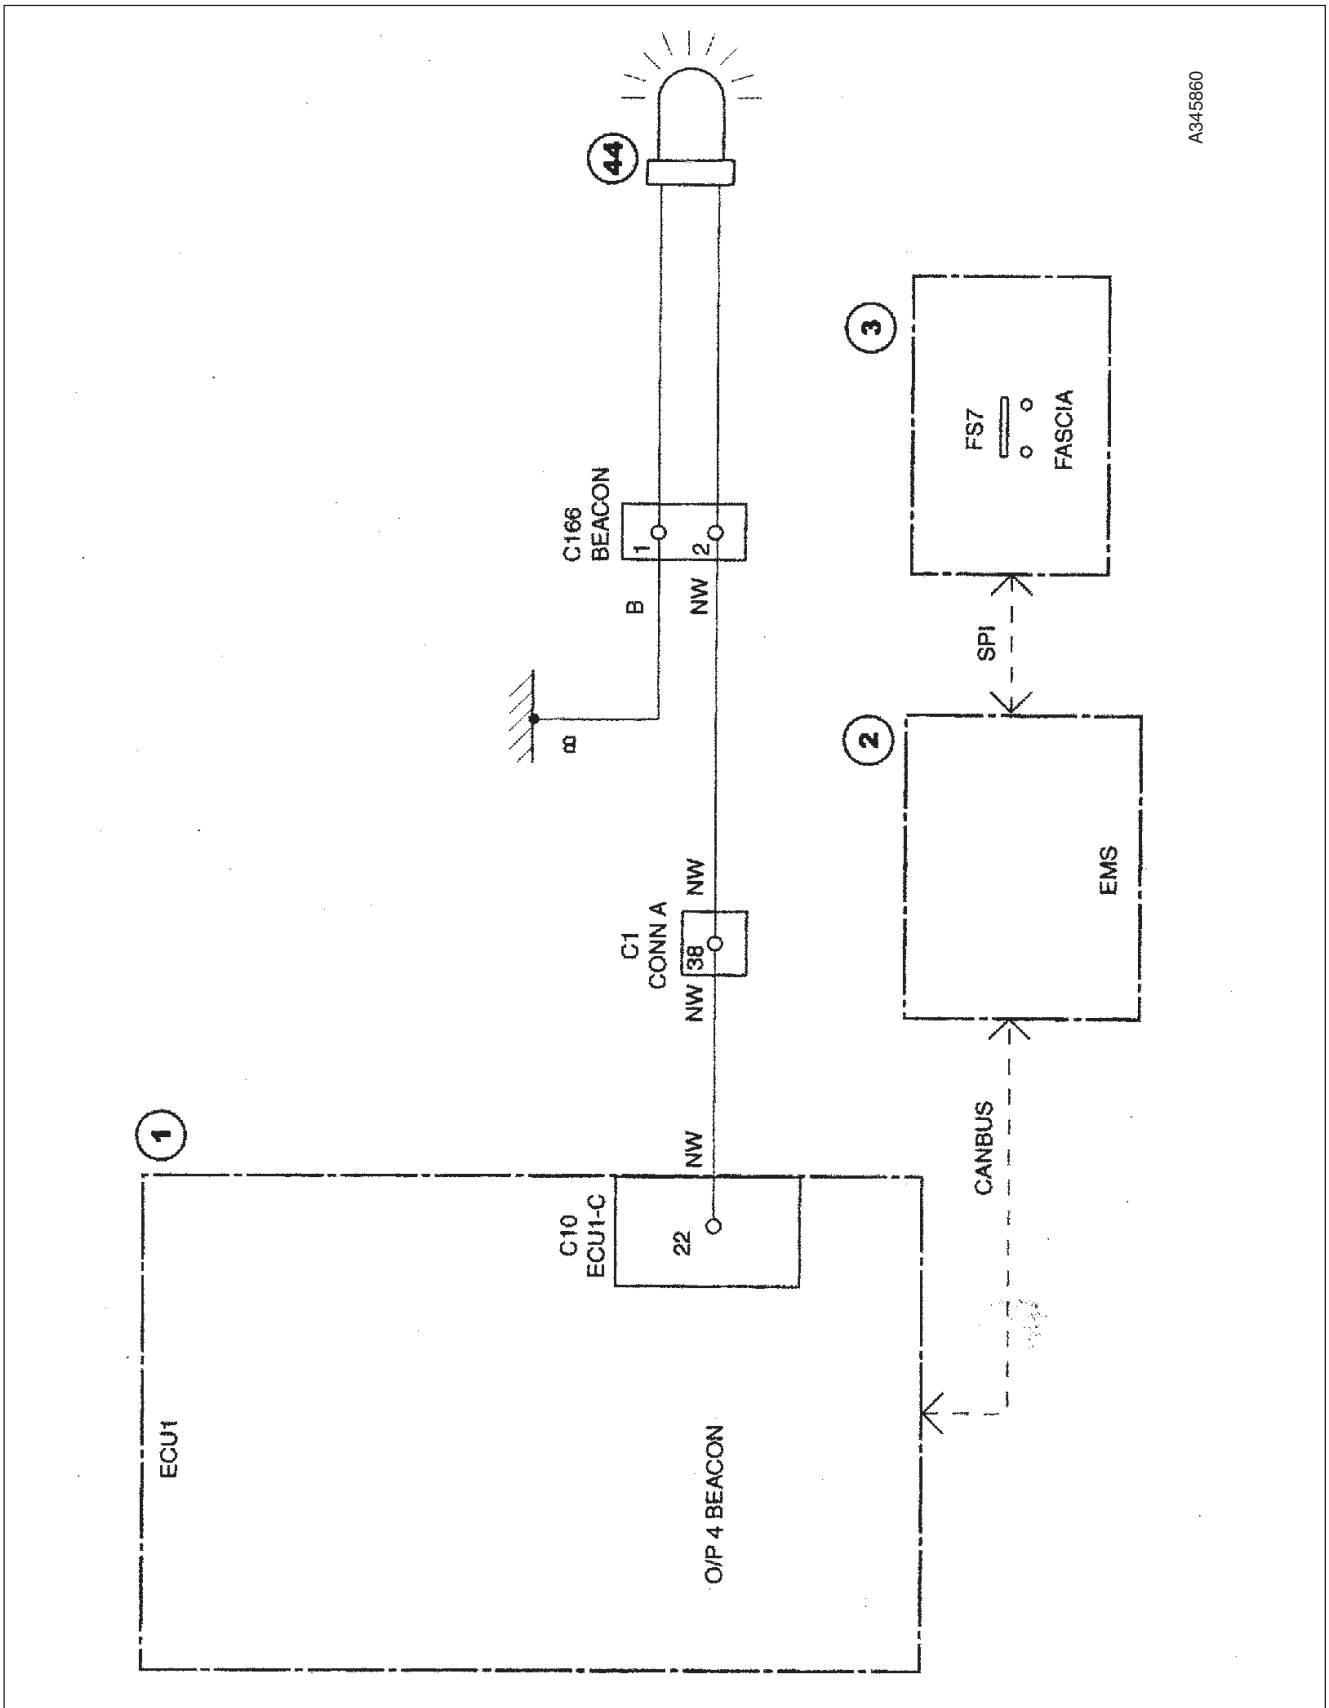 ECU1
1
O/P 4 BEACON
C10
ECU1-C
22
NW
NW
C1
CONN A
38
NW
B
B
NW
C166
BEACON
1
2
44
CANBUS
2
EMS
SPI
3
FS7
FASCIA
A345860